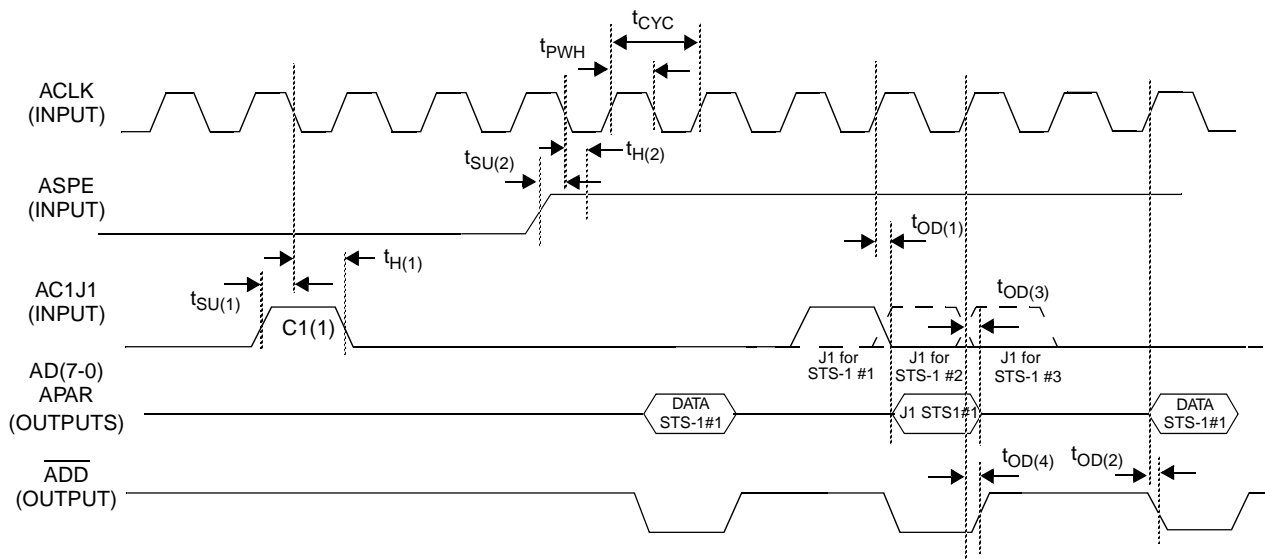 tCYC
tPWH
ACLK
(INPUT)
tSU(2)
tH(2)
ASPE
(INPUT)
tOD(1)
tH(1)
AC1J1
(INPUT)
tSU(1)
C1(1)
tOD(3)
J1 for
STS-1 #1
J1 for
STS-1 #2
J1 for
STS-1 #3
AD(7-0)
APAR
(OUTPUTS)
DATA
STS-1#1
J1 STS1#1
DATA
STS-1#1
ADD
(OUTPUT)
tOD(4)
tOD(2)